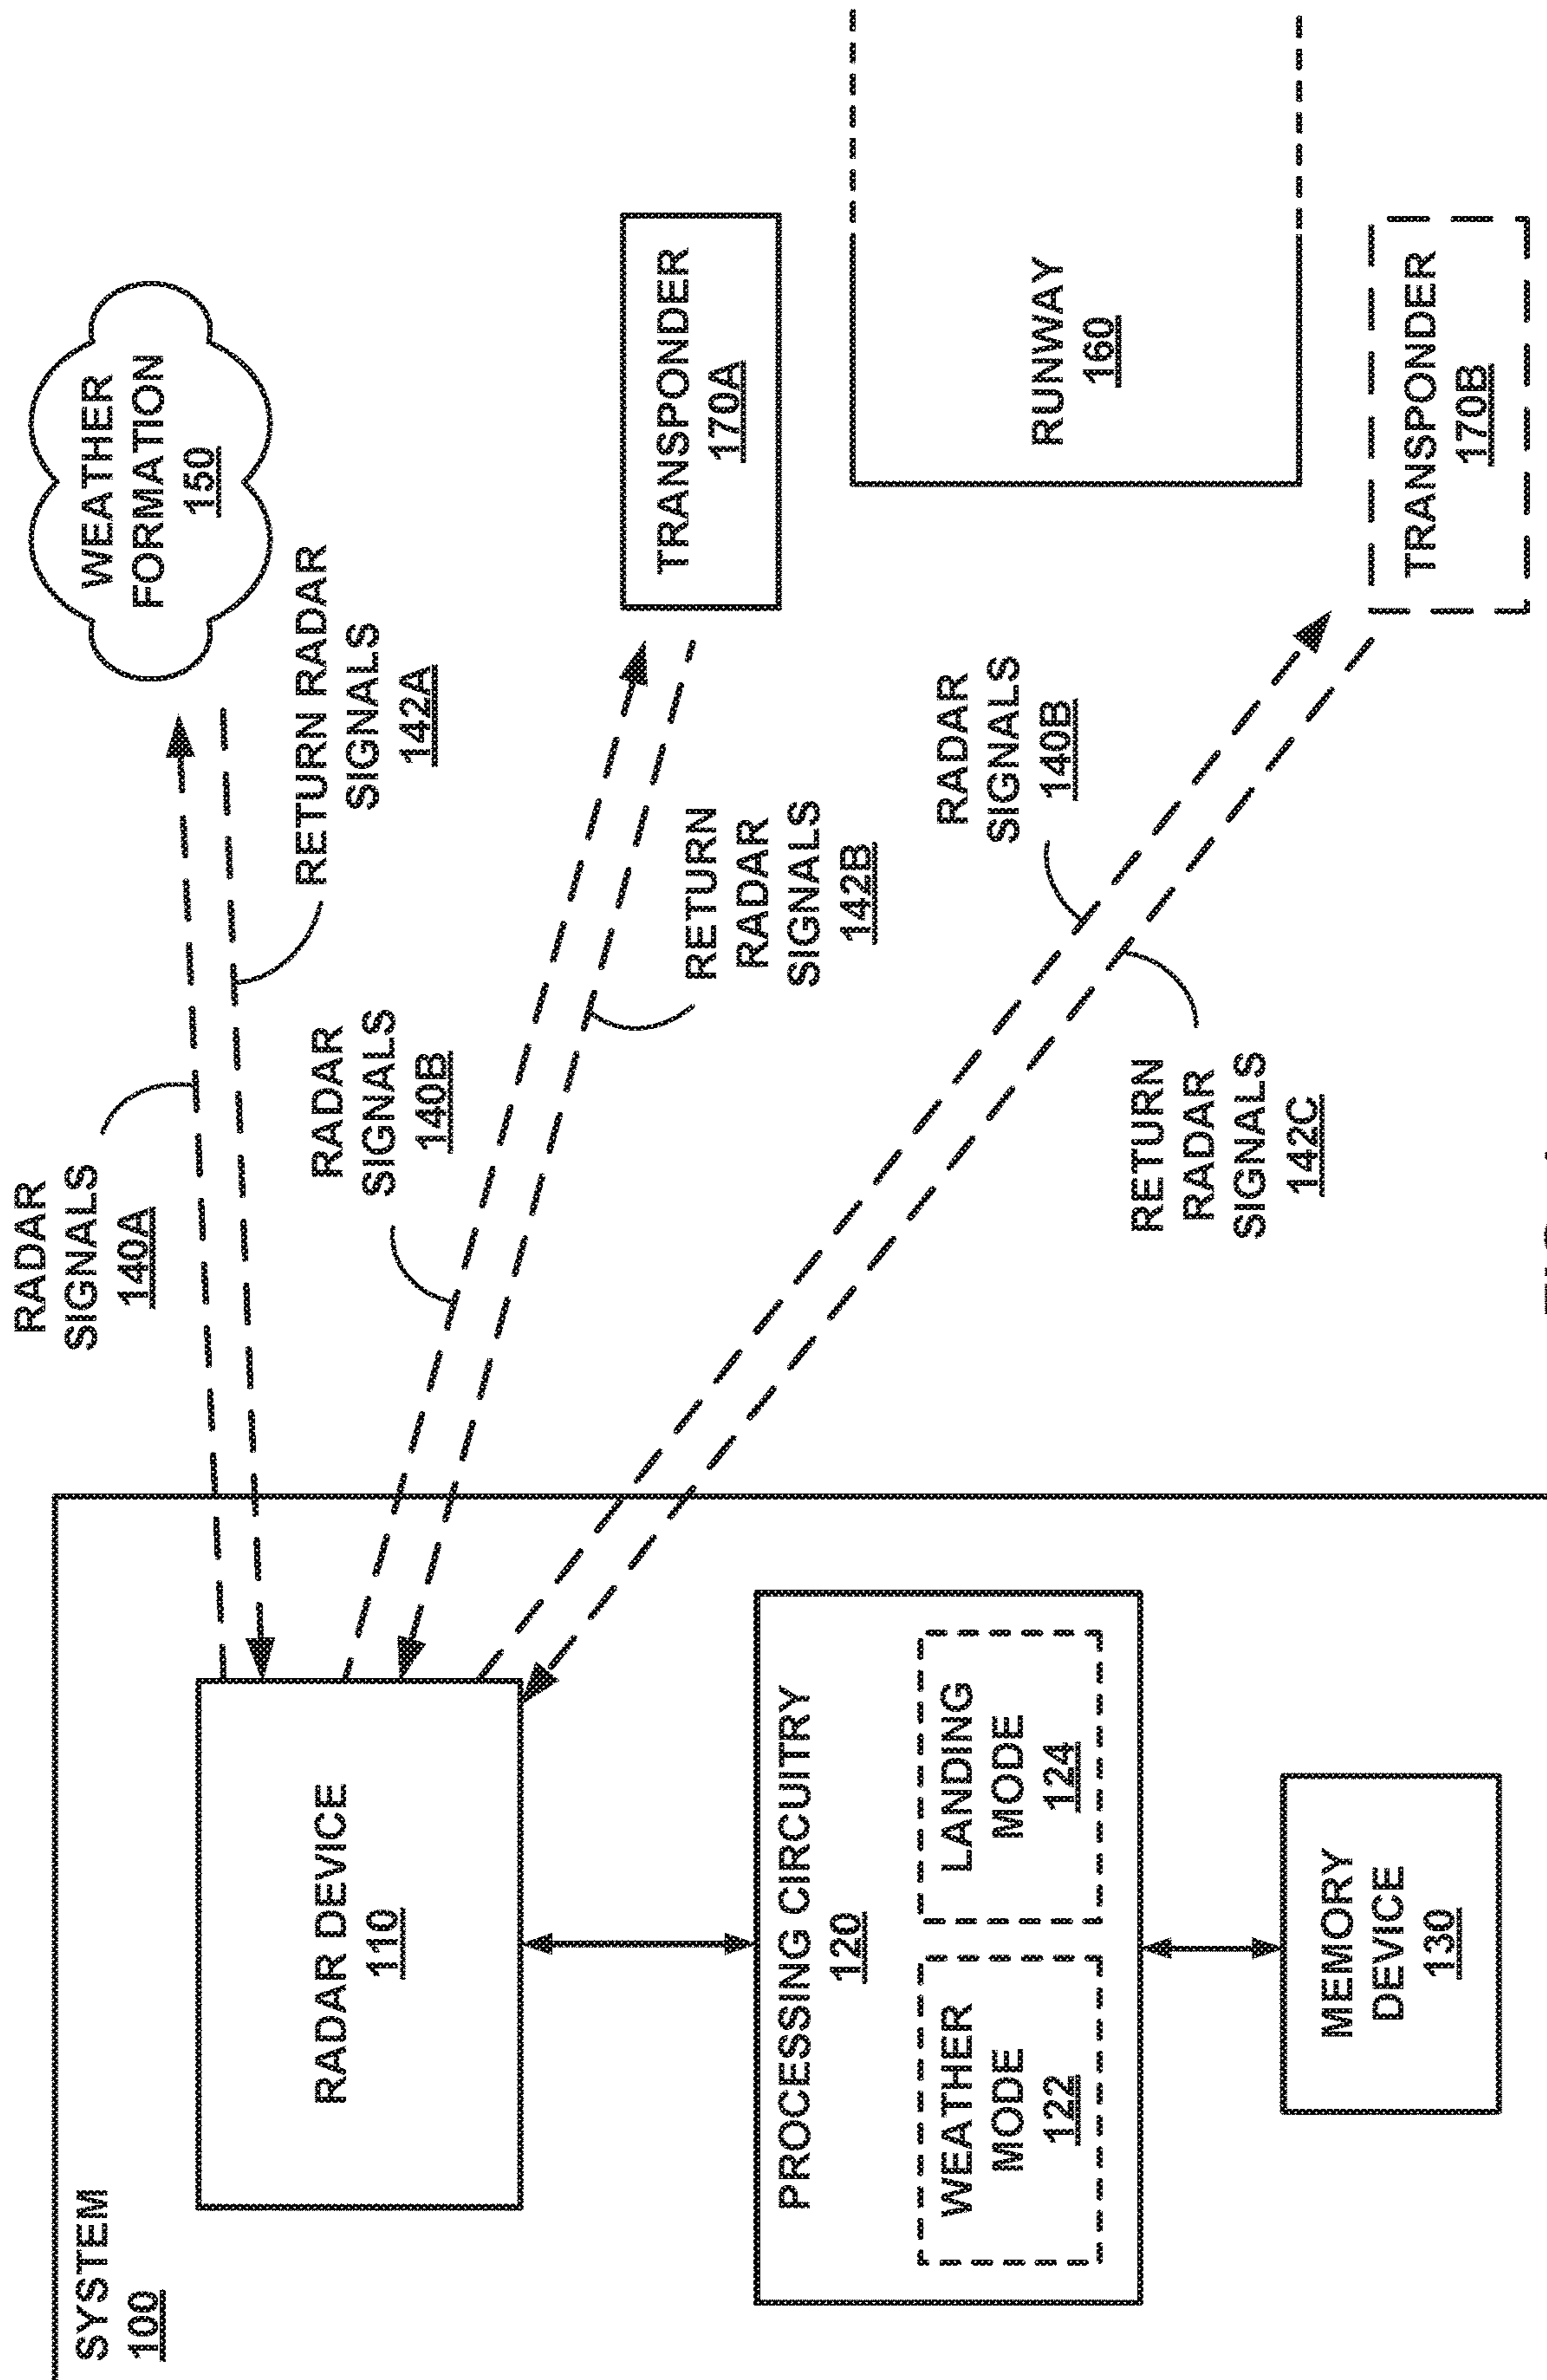 SYSTEM
100
RADAR DEVICE
110
PROCESSING CIRCUITRY
120
WEATHER
MODE
122
LANDING
MODE
124
MEMORY
DEVICE
130
RADAR
SIGNALS
140A
WEATHER
FORMATION
150
RETURN RADAR
SIGNALS
142A
RADAR
SIGNALS
140B
TRANSPONDER
170A
RETURN
RADAR
SIGNALS
142B
RADAR
SIGNALS
140B
RUNWAY
160
RETURN
RADAR
SIGNALS
142C
TRANSPONDER
170B